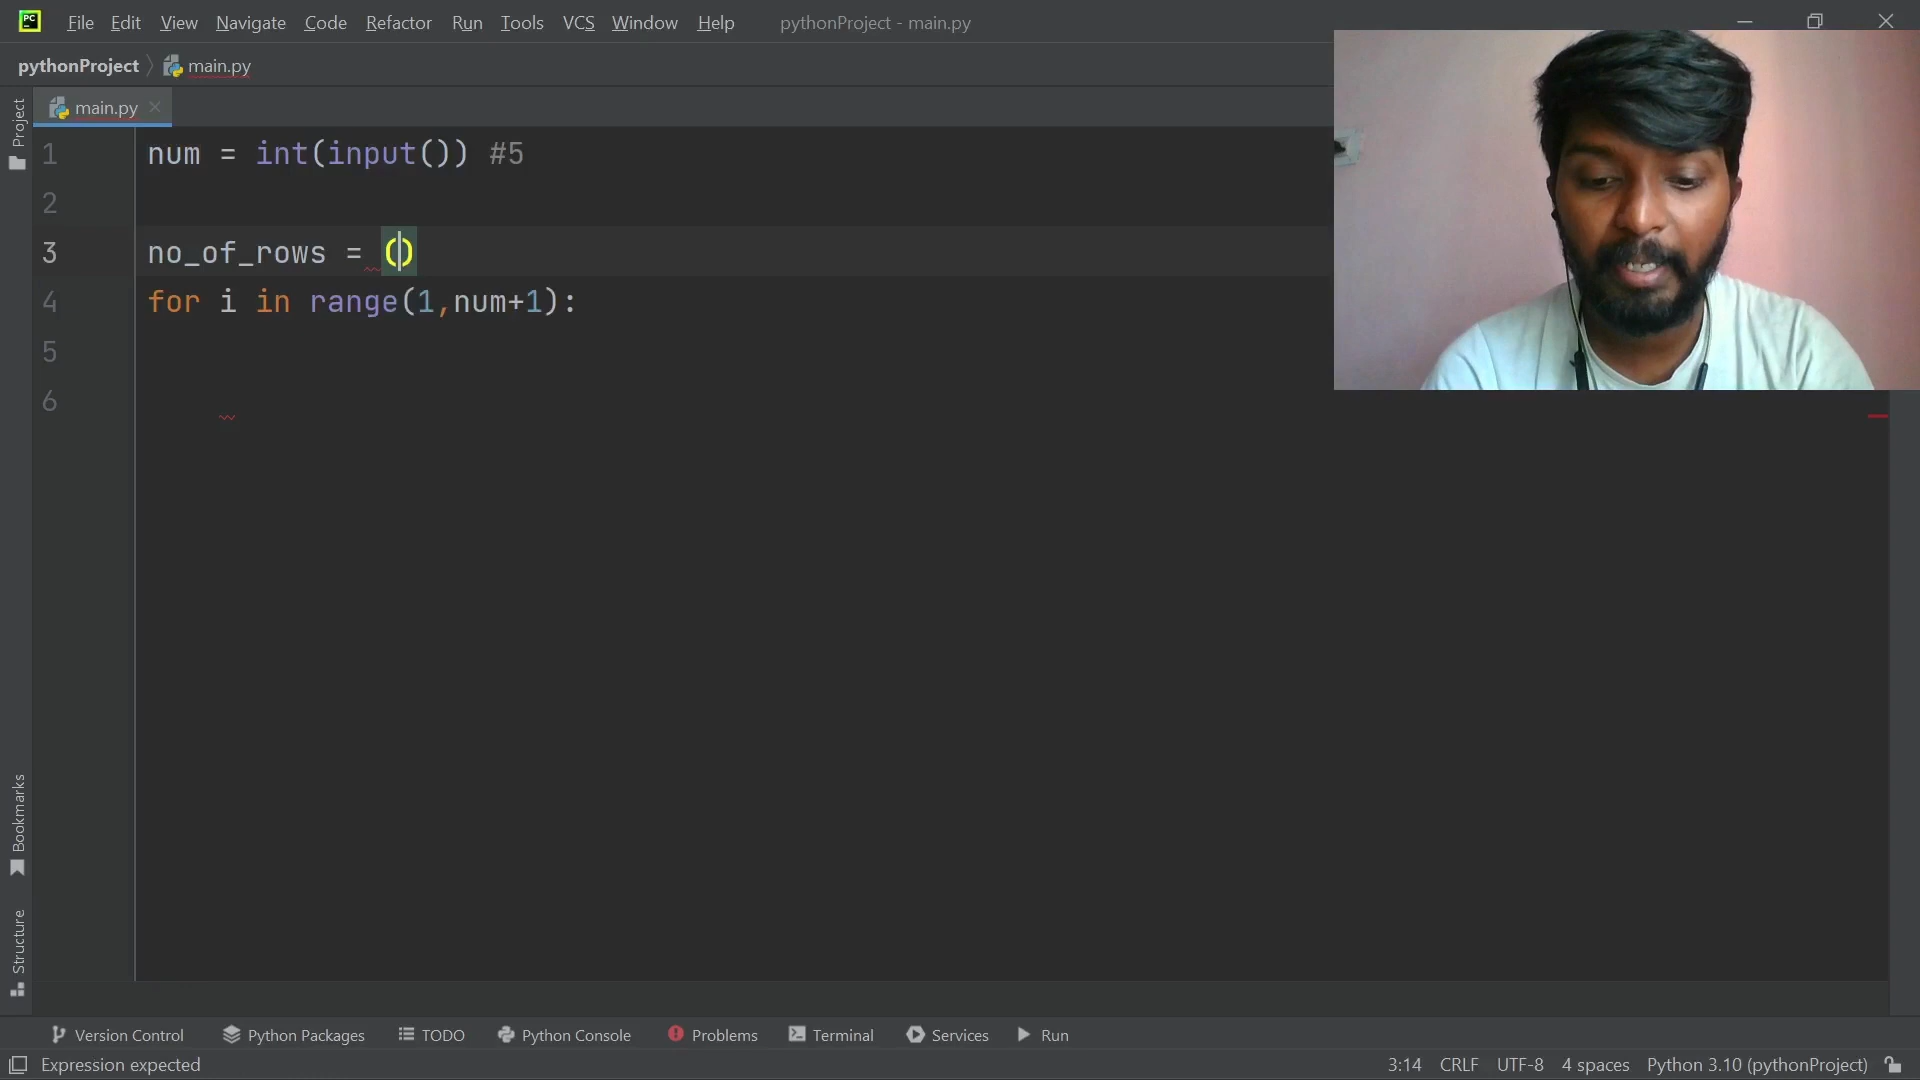 PC File Edit View Navigate Code Refactor Run Tools VCS Window Help pythonProject - main.py
pythonProject main.py
main.py
Project
1 num = int(input()) #5
2
3 no_of_rows = ()
4 for i in range(1,num+1):
5
6
Bookmarks
Structure
Version Control Python Packages TODO Python Console Problems Terminal Services Run
Expression expected 3:14 CRLF UTF-8 4 spaces Python 3.10 (pythonProject)